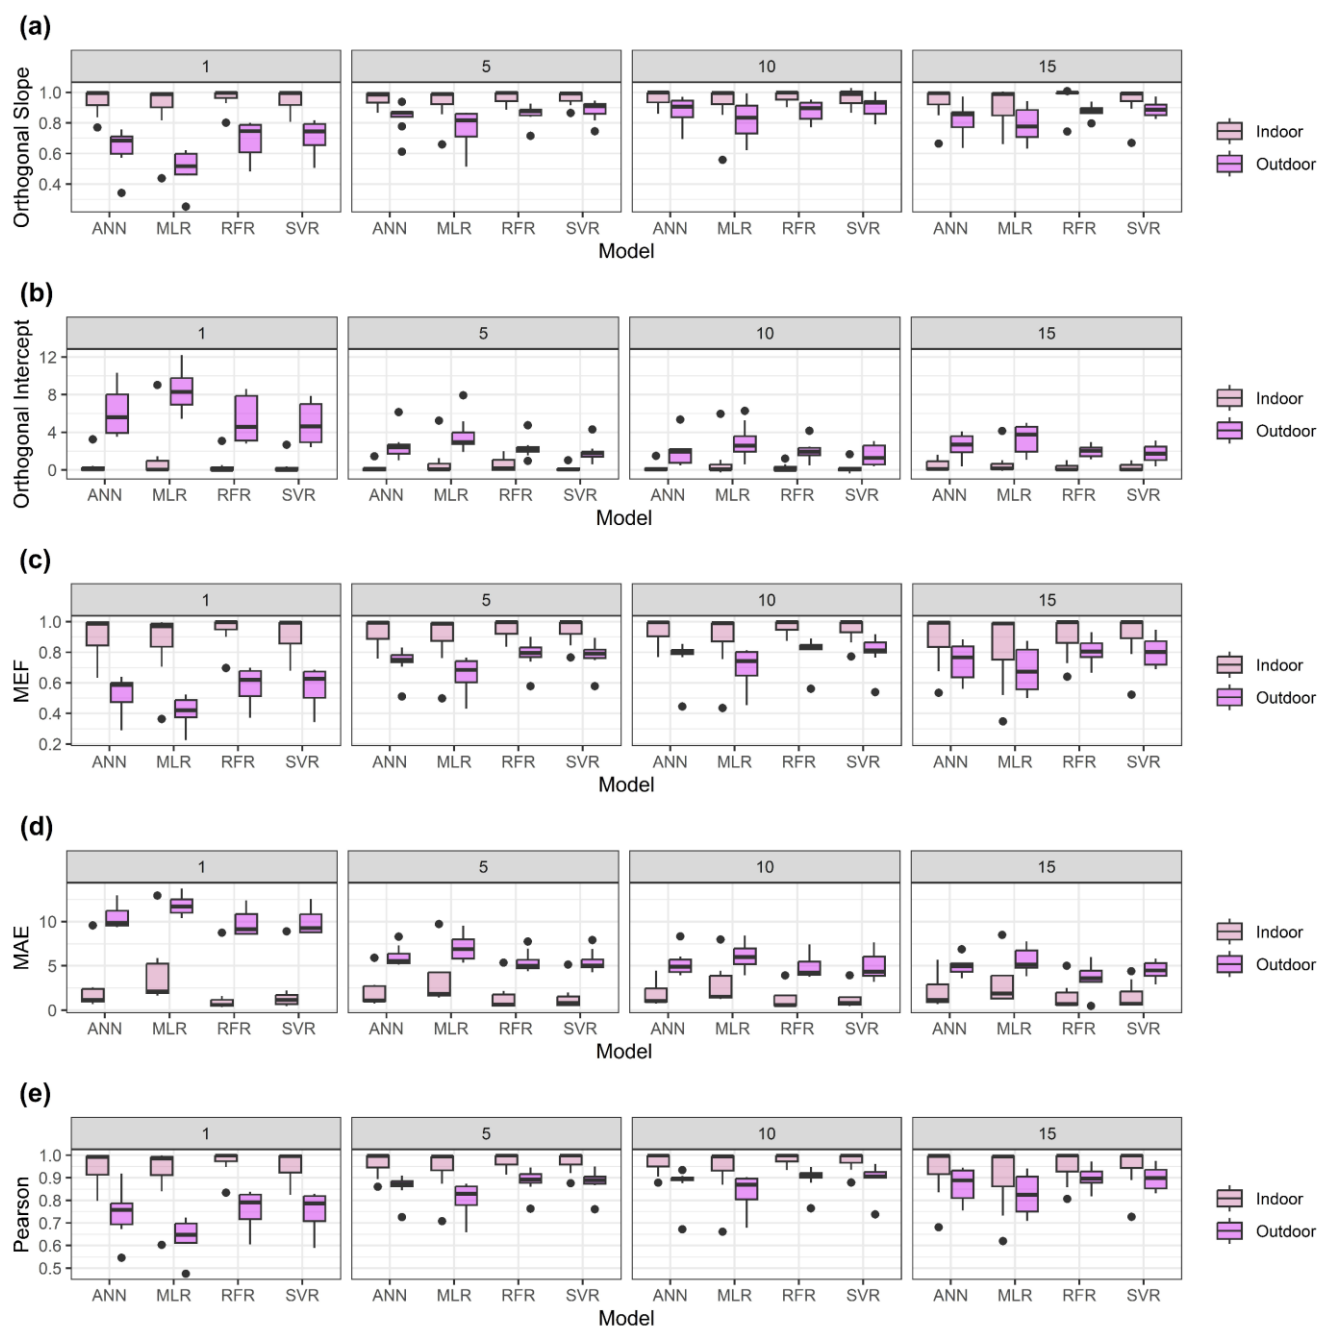 (a)
1 5 10 15
Orthogonal Slope
1.0
0.8
0.6
0.4
ANN MLR RFR SVR ANN MLR RFR SVR ANN MLR RFR SVR ANN MLR RFR SVR
Model
Indoor
Outdoor
(b)
1 5 10 15
Orthogonal Intercept
12
8
4
0
ANN MLR RFR SVR ANN MLR RFR SVR ANN MLR RFR SVR ANN MLR RFR SVR
Model
Indoor
Outdoor
(c)
1 5 10 15
MEF
1.0
0.8
0.6
0.4
0.2
ANN MLR RFR SVR ANN MLR RFR SVR ANN MLR RFR SVR ANN MLR RFR SVR
Model
Indoor
Outdoor
(d)
1 5 10 15
MAE
10
5
0
ANN MLR RFR SVR ANN MLR RFR SVR ANN MLR RFR SVR ANN MLR RFR SVR
Model
Indoor
Outdoor
(e)
1 5 10 15
Pearson
1.0
0.9
0.8
0.7
0.6
0.5
ANN MLR RFR SVR ANN MLR RFR SVR ANN MLR RFR SVR ANN MLR RFR SVR
Model
Indoor
Outdoor